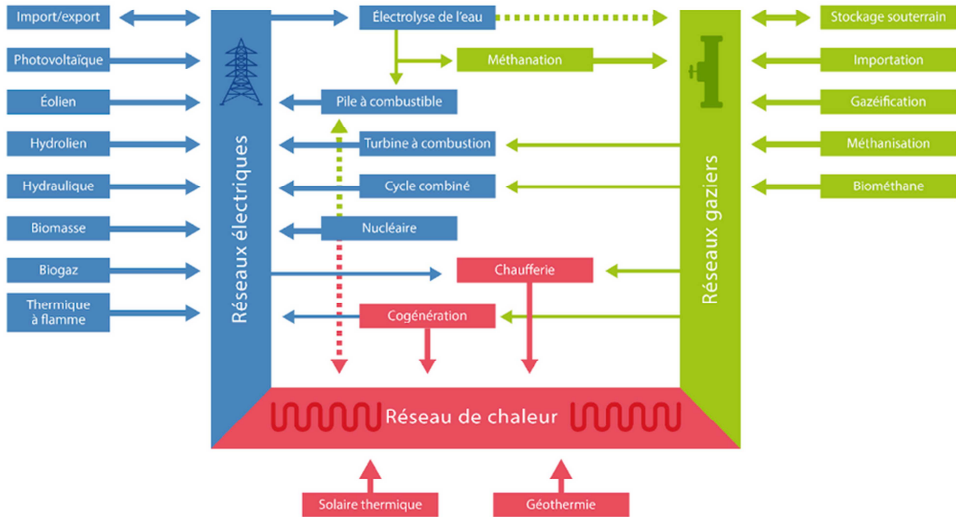 Import/export
Photovoltaïque
Éolien
Hydrolien
Hydraulique
Biomasse
Biogaz
Thermique
à flamme
Réseaux électriques
Électrolyse de l'eau
Méthanation
Pile à combustible
Turbine à combustion
Cycle combiné
Nucléaire
Chaufferie
Cogénération
Réseaux gaziers
Stockage souterrain
Importation
Gazéification
Méthanisation
Biométhane
Réseau de chaleur
Solaire thermique
Géothermie